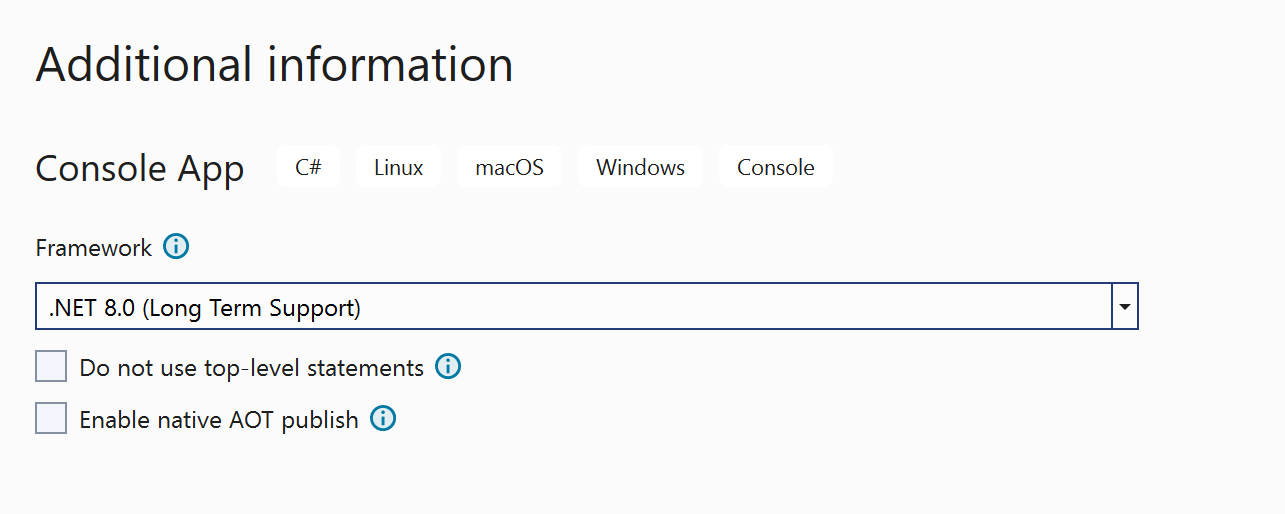 Additional information
Console App C# Linux macOS Windows Console
Framework
.NET 8.0 (Long Term Support)
Do not use top-level statements
Enable native AOT publish